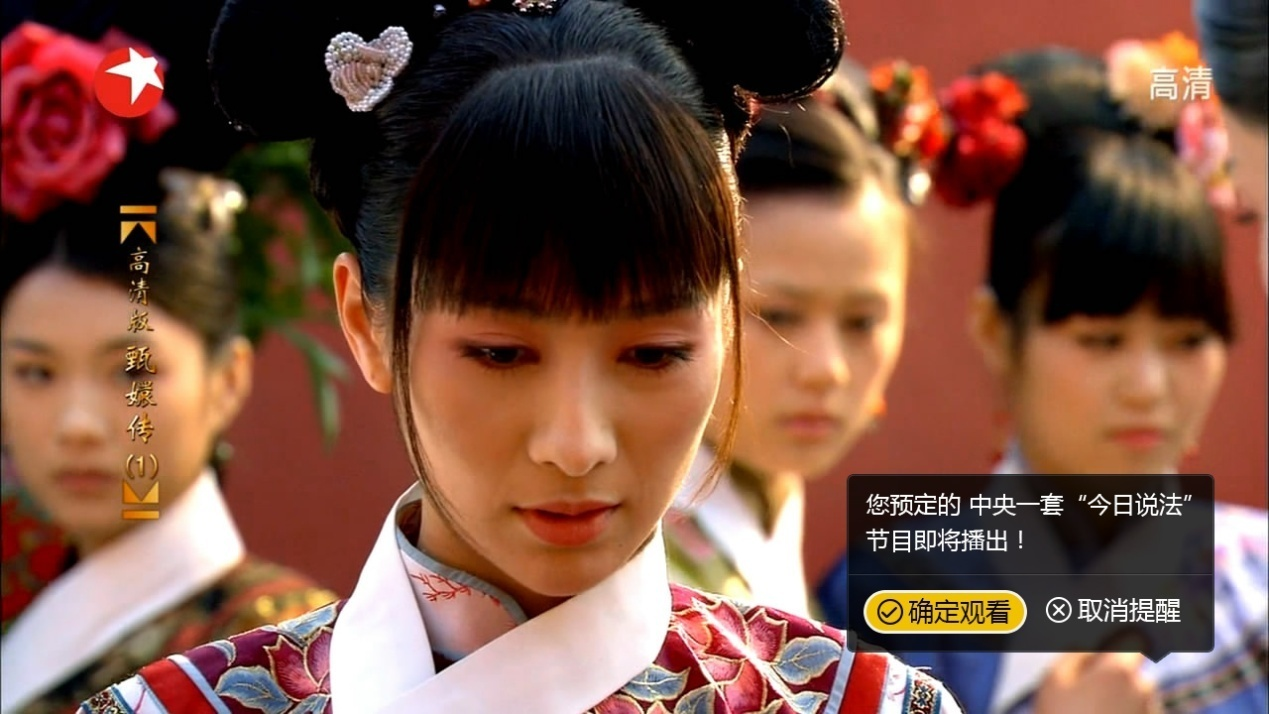 高清
高清版 甄嬛传 (1)
您预定的 中央一套 “今日说法”
节目即将播出！
确定观看
取消提醒